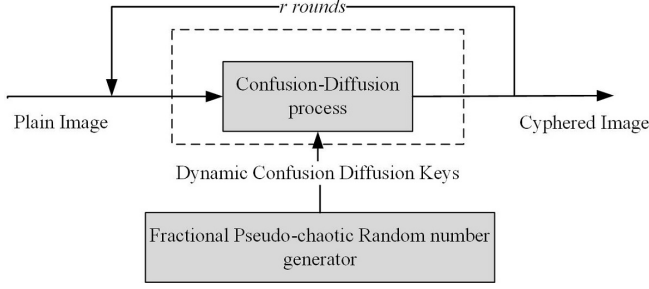 r rounds
Confusion-Diffusion
process
Plain Image
Cyphered Image
Dynamic Confusion Diffusion Keys
Fractional Pseudo-chaotic Random number
generator